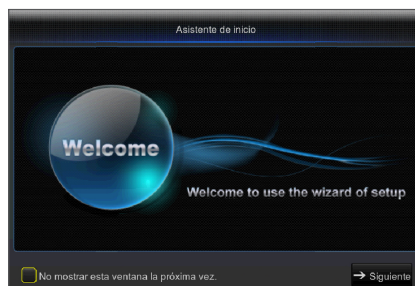 Asistente de inicio
Welcome
Welcome to use the wizard of setup
No mostrar esta ventana la próxima vez.
→ Siguiente